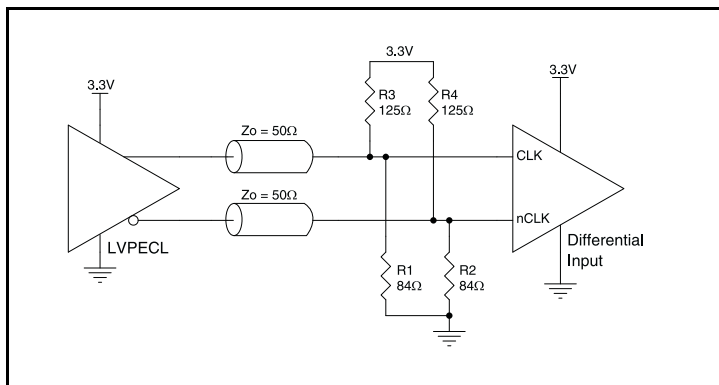 3.3V
3.3V
3.3V
R3
125Ω
R4
125Ω
Zo = 50Ω
CLK
Zo = 50Ω
nCLK
LVPECL
Differential
Input
R1
84Ω
R2
84Ω